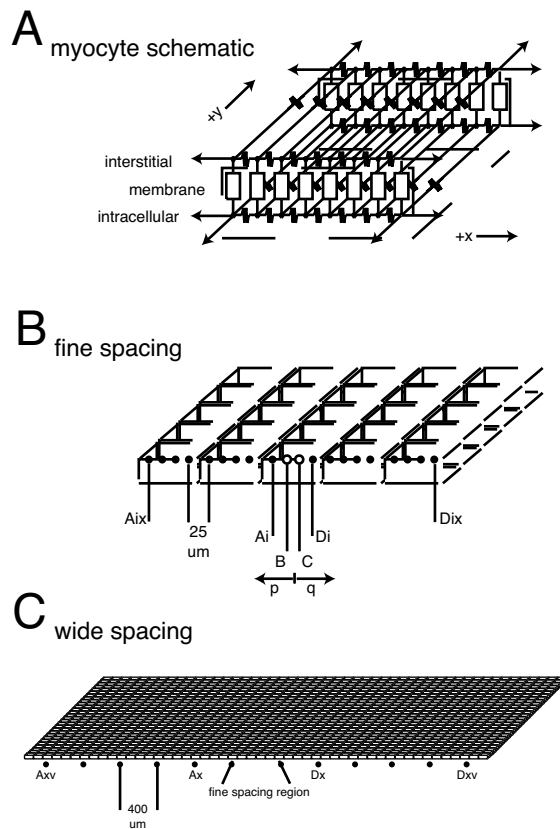 A myocyte schematic
+y
interstitial
membrane
intracellular
+x
B fine spacing
Aix
25
um
Ai
Di
Dix
B
C
p
q
C wide spacing
Axv
Ax
Dx
Dxv
fine spacing region
400
um